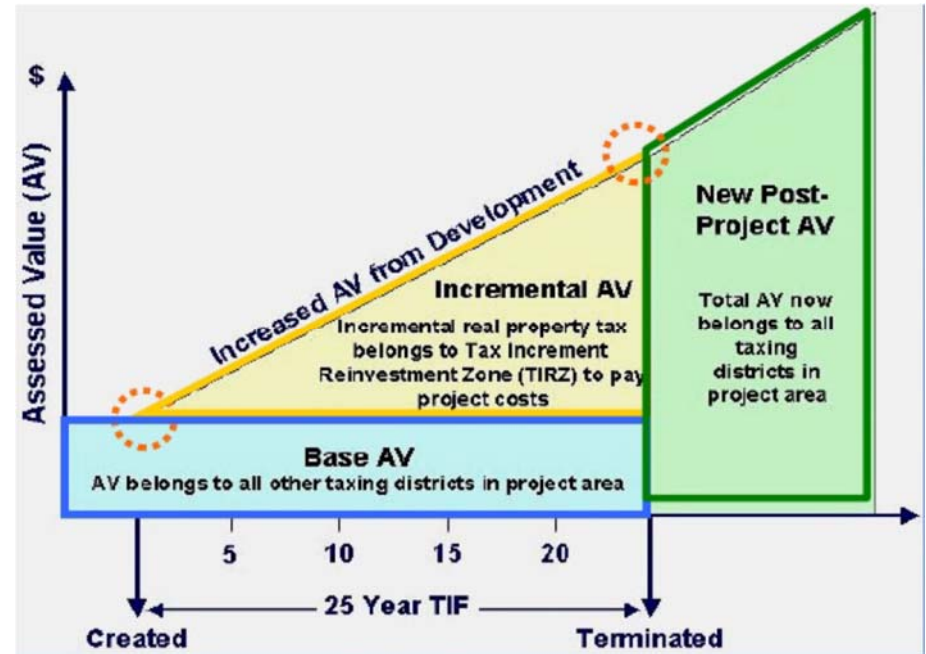 $
Assessed Value (AV)
Increased AV from Development
Incremental AV
Incremental real property tax
belongs to Tax Increment
Reinvestment Zone (TIRZ) to pay
project costs
New Post-
Project AV
Total AV now
belongs to all
taxing
districts in
project area
Base AV
AV belongs to all other taxing districts in project area
5
10
15
20
25 Year TIF
Created
Terminated